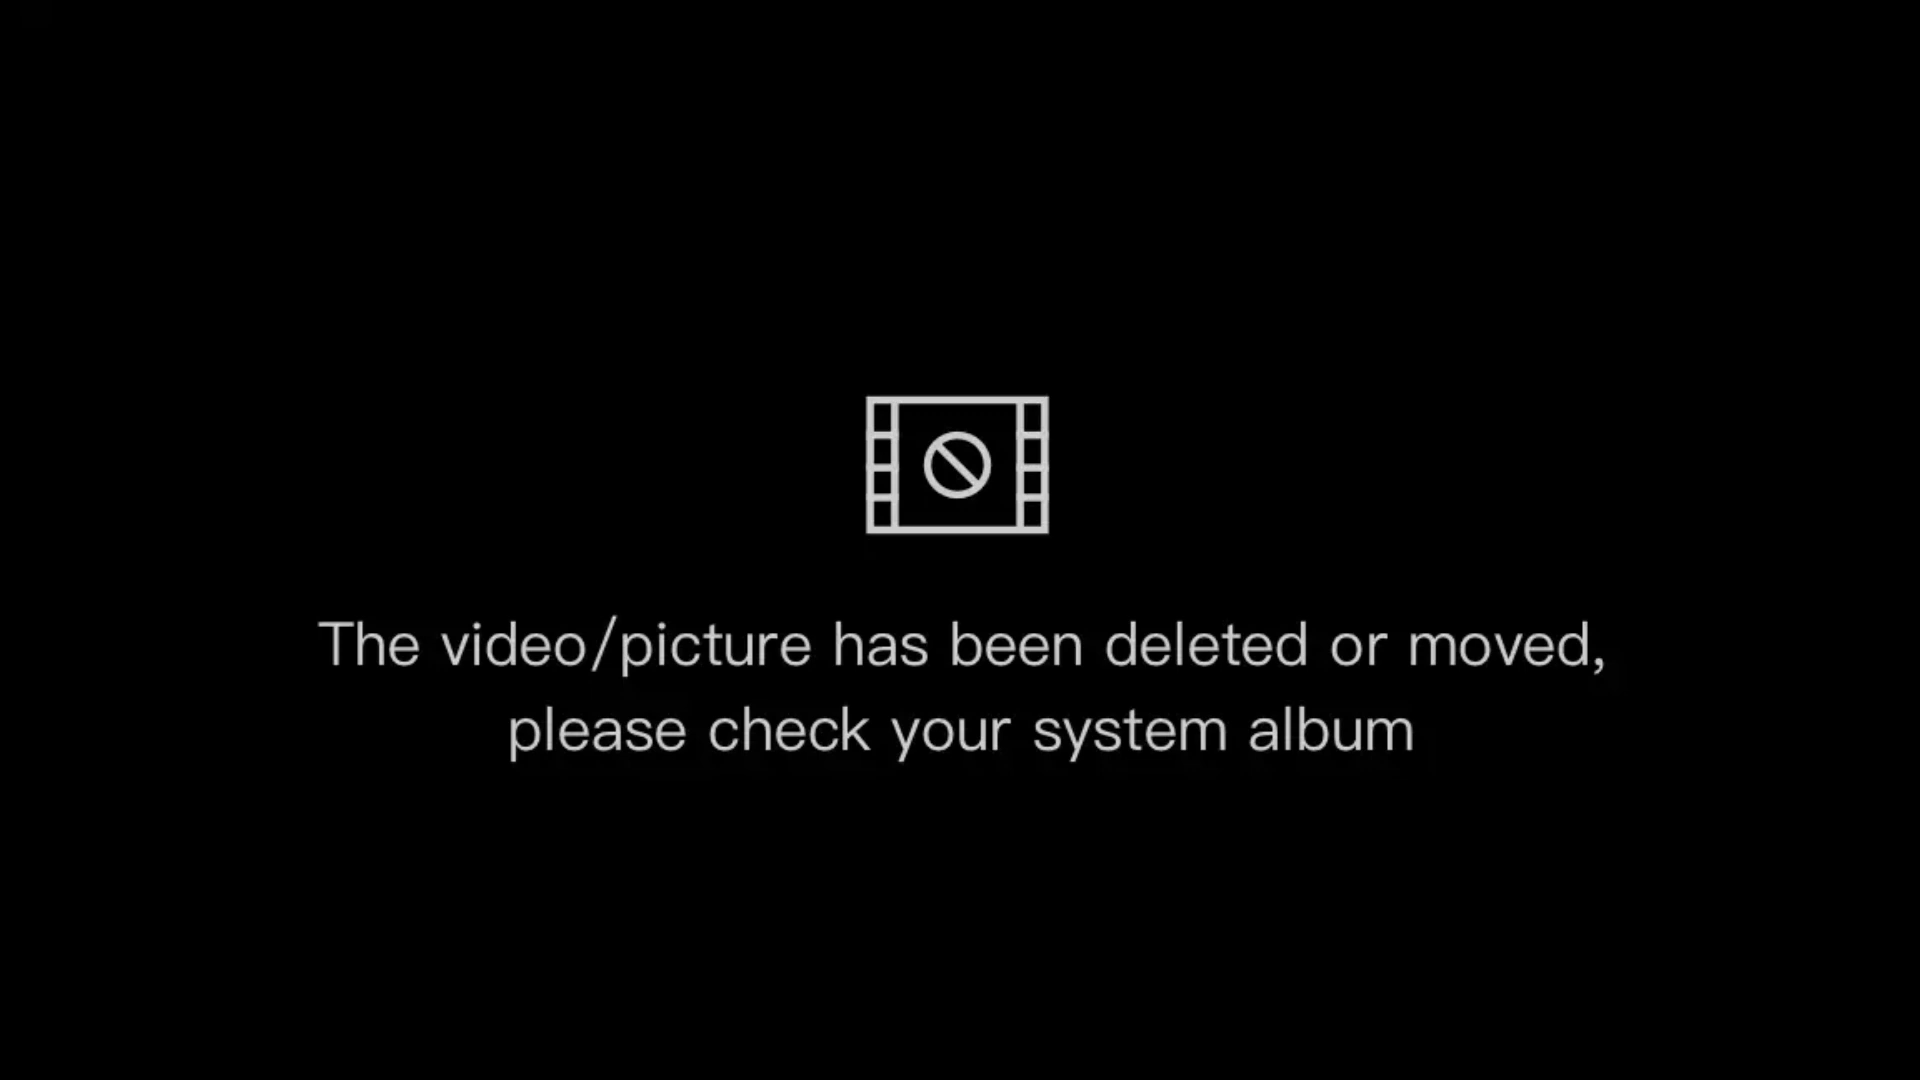 The video/picture has been deleted or moved,
please check your system album